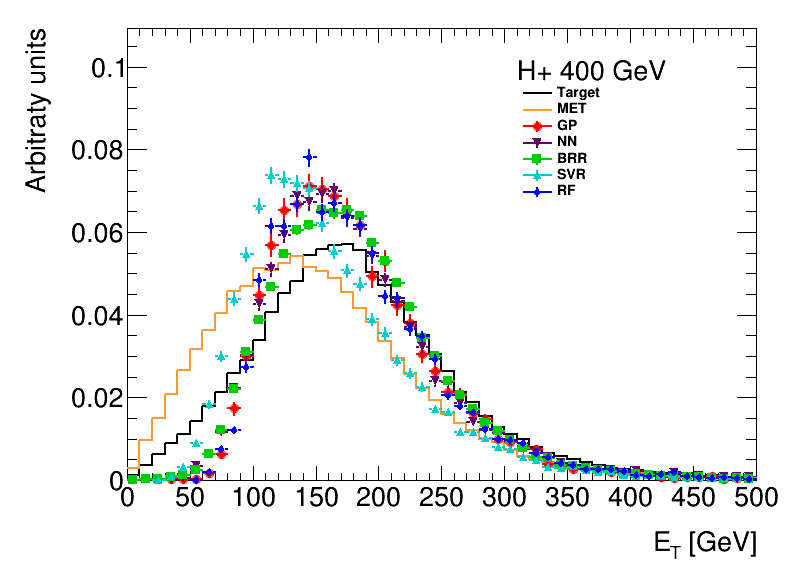 Arbitraty units
0.1
0.08
0.06
0.04
0.02
0
H+ 400 GeV
Target
MET
GP
NN
BRR
SVR
RF
0 50 100 150 200 250 300 350 400 450 500
E_T [GeV]